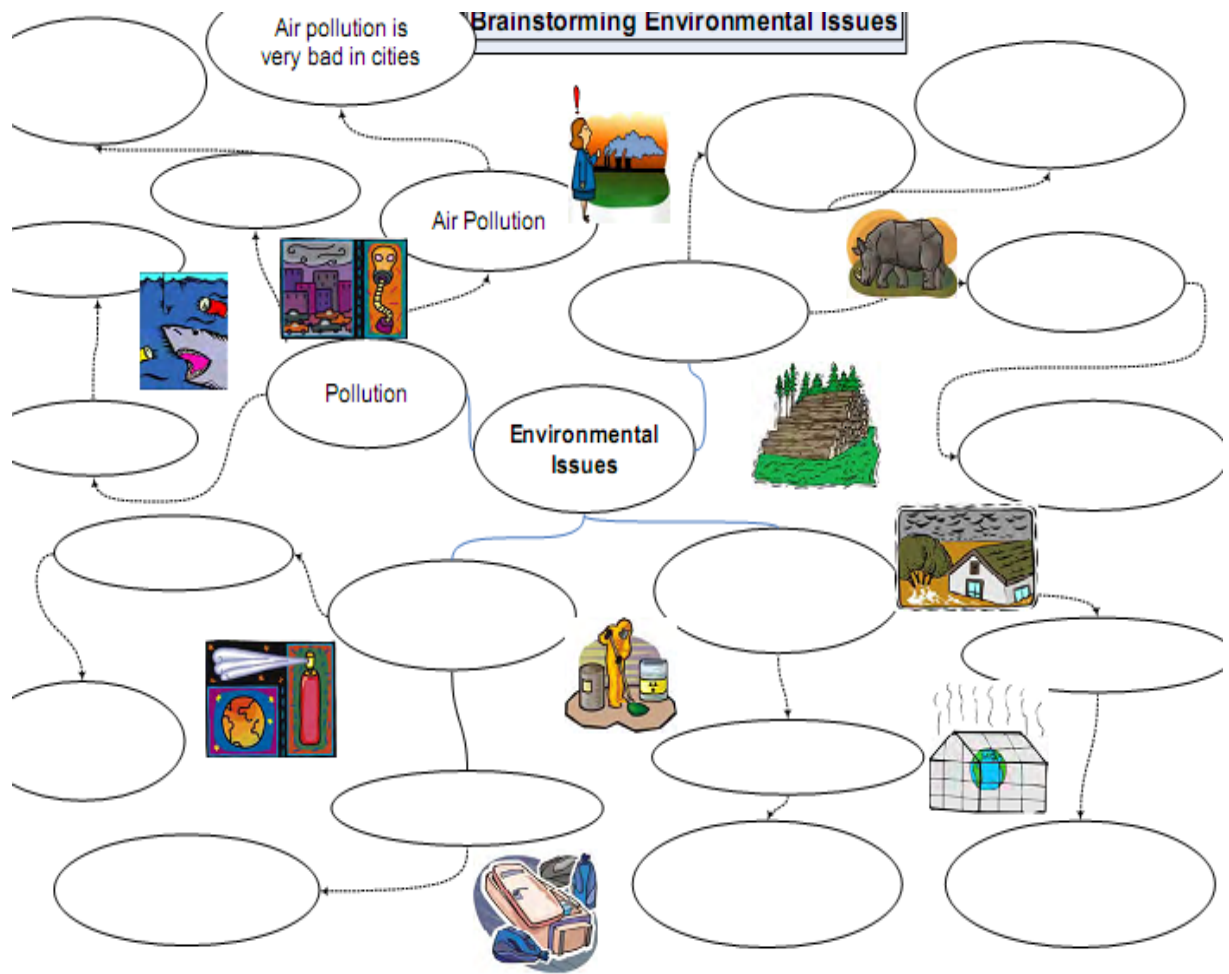 Brainstorming Environmental Issues
Air pollution is
very bad in cities
Air Pollution
Pollution
Environmental
Issues